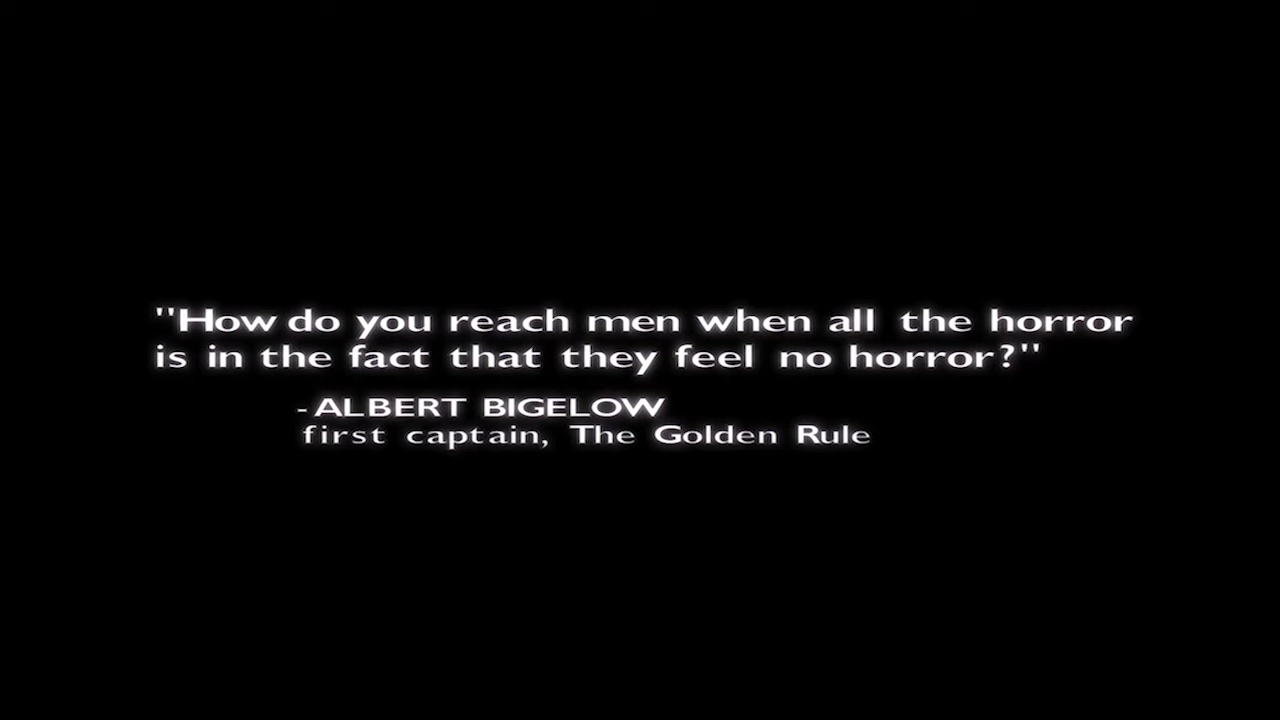 "How do you reach men when all the horror
is in the fact that they feel no horror?"
-ALBERT BIGELOW
first captain, The Golden Rule